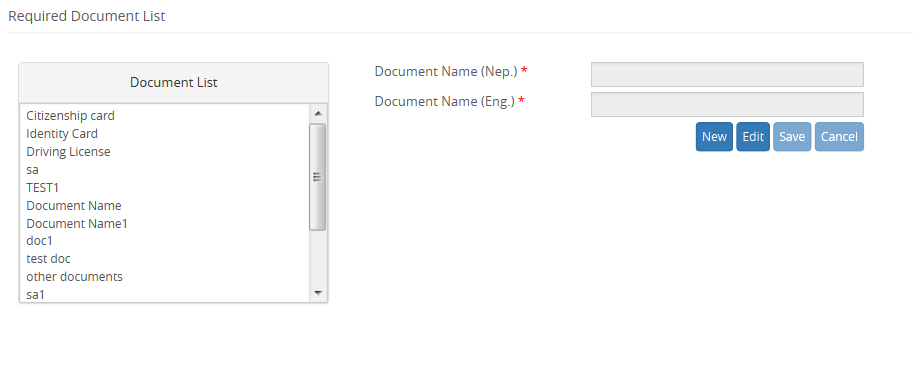 Required Document List
Document List
Citizenship card
Identity Card
Driving License
sa
TEST1
Document Name
Document Name1
doc1
test doc
other documents
sa1
Document Name (Nep.) *
Document Name (Eng.) *
New Edit Save Cancel